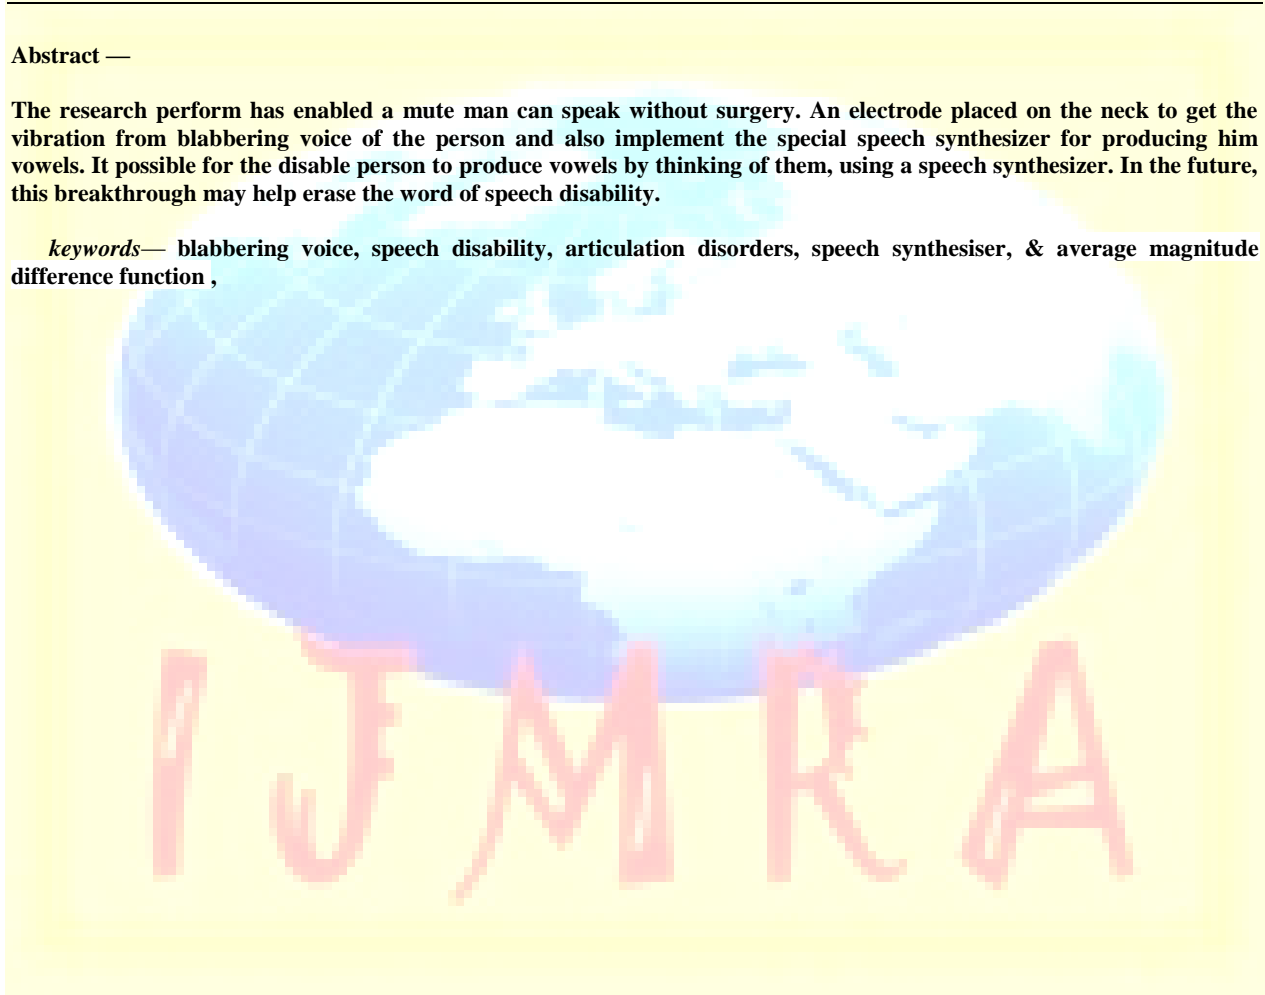 Abstract —
The research perform has enabled a mute man can speak without surgery. An electrode placed on the neck to get the
vibration from blabbering voice of the person and also implement the special speech synthesizer for producing him
vowels. It possible for the disable person to produce vowels by thinking of them, using a speech synthesizer. In the future,
this breakthrough may help erase the word of speech disability.
keywords— blabbering voice, speech disability, articulation disorders, speech synthesiser, & average magnitude
difference function ,
IJMRA